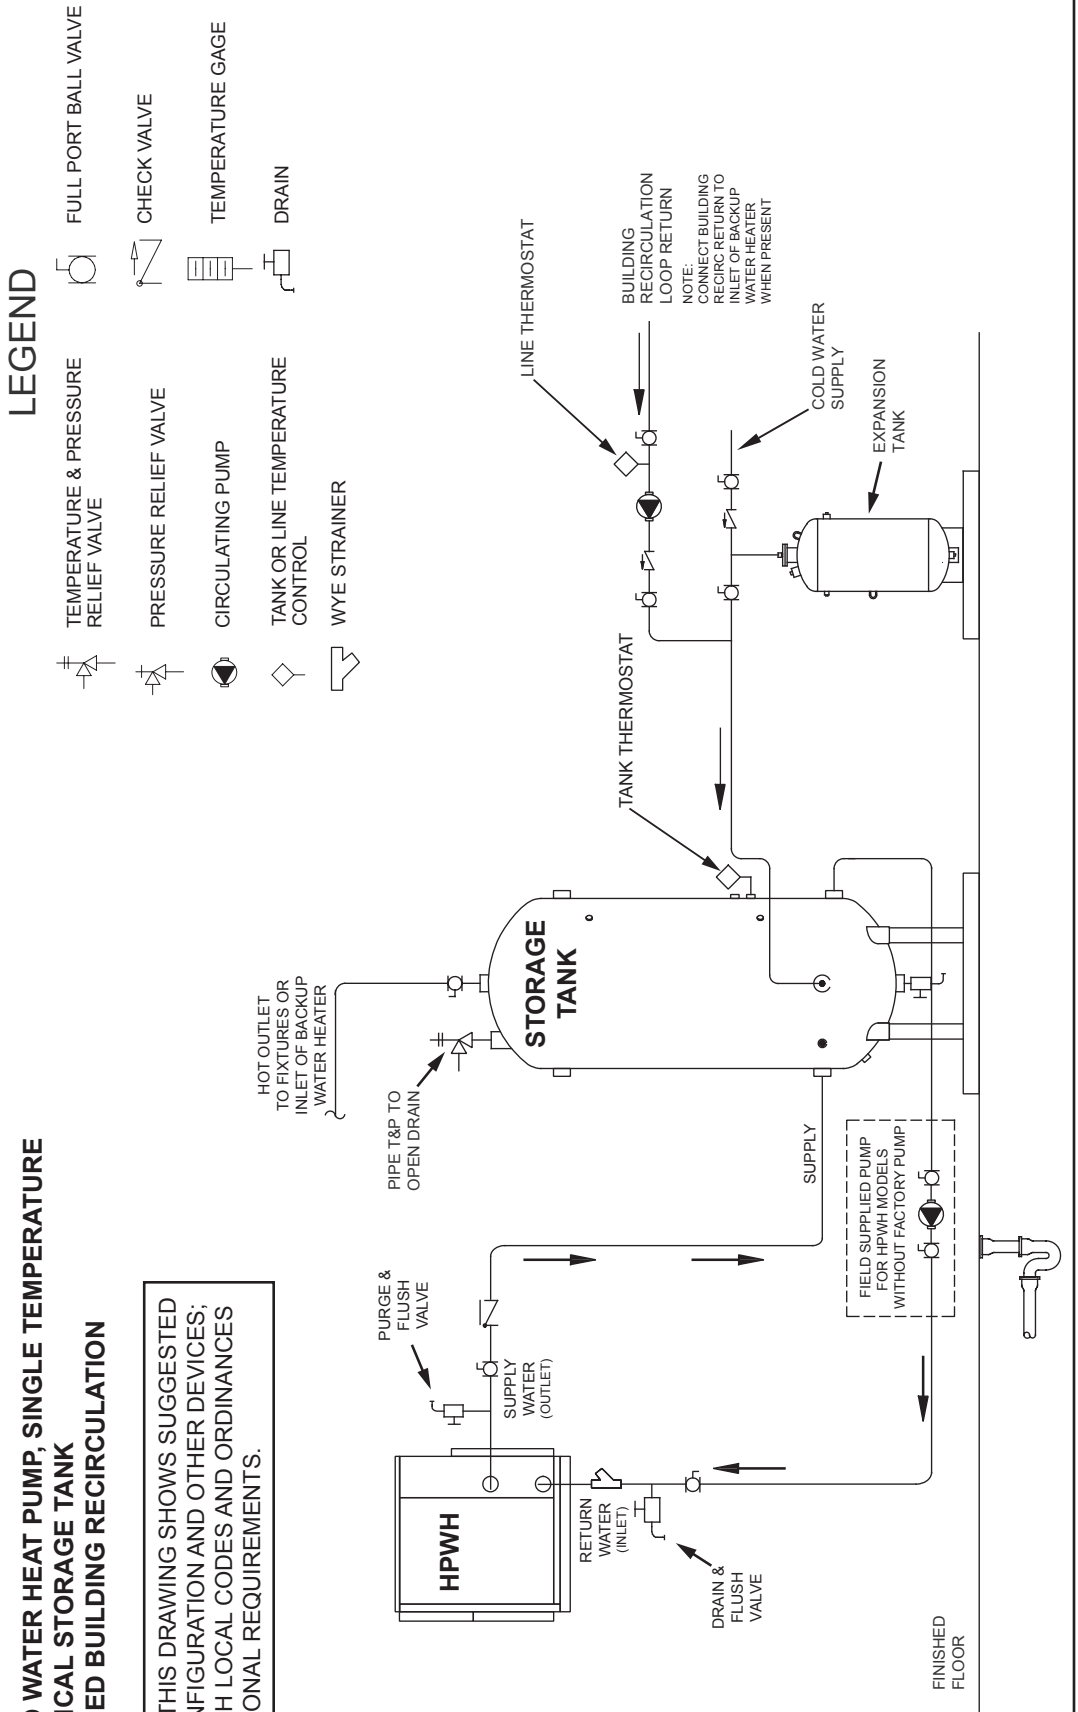 WATER HEAT PUMP, SINGLE TEMPERATURE
ICAL STORAGE TANK
ED BUILDING RECIRCULATION
THIS DRAWING SHOWS SUGGESTED
NFIGURATION AND OTHER DEVICES;
H LOCAL CODES AND ORDINANCES
ONAL REQUIREMENTS.
LEGEND
TEMPERATURE & PRESSURE
RELIEF VALVE
PRESSURE RELIEF VALVE
CIRCULATING PUMP
TANK OR LINE TEMPERATURE
CONTROL
WYE STRAINER
FULL PORT BALL VALVE
CHECK VALVE
TEMPERATURE GAGE
DRAIN
HOT OUTLET
TO FIXTURES OR
INLET OF BACKUP
WATER HEATER
PIPE T&P TO
OPEN DRAIN
PURGE &
FLUSH
VALVE
SUPPLY
WATER
(OUTLET)
HPWH
RETURN
WATER
(INLET)
DRAIN &
FLUSH
VALVE
STORAGE
TANK
SUPPLY
FIELD SUPPLIED PUMP
FOR HPWH MODELS
WITHOUT FACTORY PUMP
TANK THERMOSTAT
LINE THERMOSTAT
BUILDING
RECIRCULATION
LOOP RETURN
NOTE:
CONNECT BUILDING
RECIRC RETURN TO
INLET OF BACKUP
WATER HEATER
WHEN PRESENT
COLD WATER
SUPPLY
EXPANSION
TANK
FINISHED
FLOOR